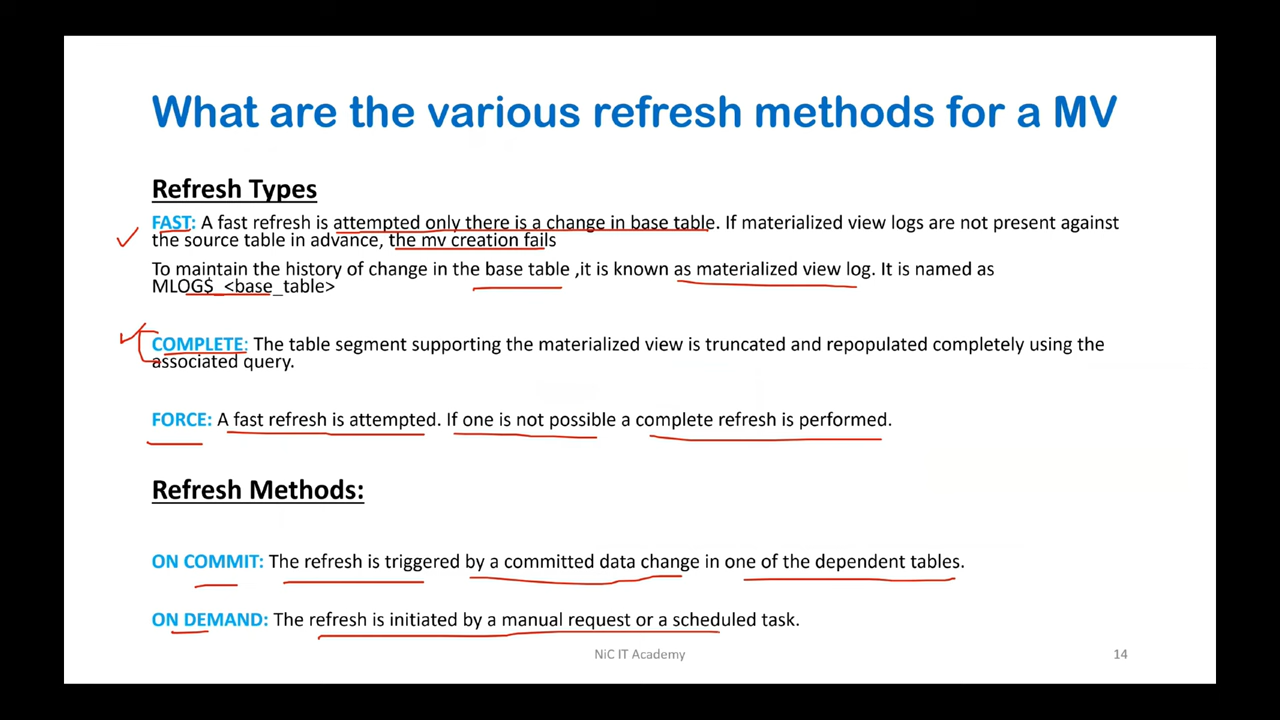 What are the various refresh methods for a MV
Refresh Types
FAST: A fast refresh is attempted only there is a change in base table. If materialized view logs are not present against
the source table in advance, the mv creation fails
To maintain the history of change in the base table ,it is known as materialized view log. It is named as
MLOG$_<base_table>
COMPLETE: The table segment supporting the materialized view is truncated and repopulated completely using the
associated query.
FORCE: A fast refresh is attempted. If one is not possible a complete refresh is performed.
Refresh Methods:
ON COMMIT: The refresh is triggered by a committed data change in one of the dependent tables.
ON DEMAND: The refresh is initiated by a manual request or a scheduled task.
NiC IT Academy
14